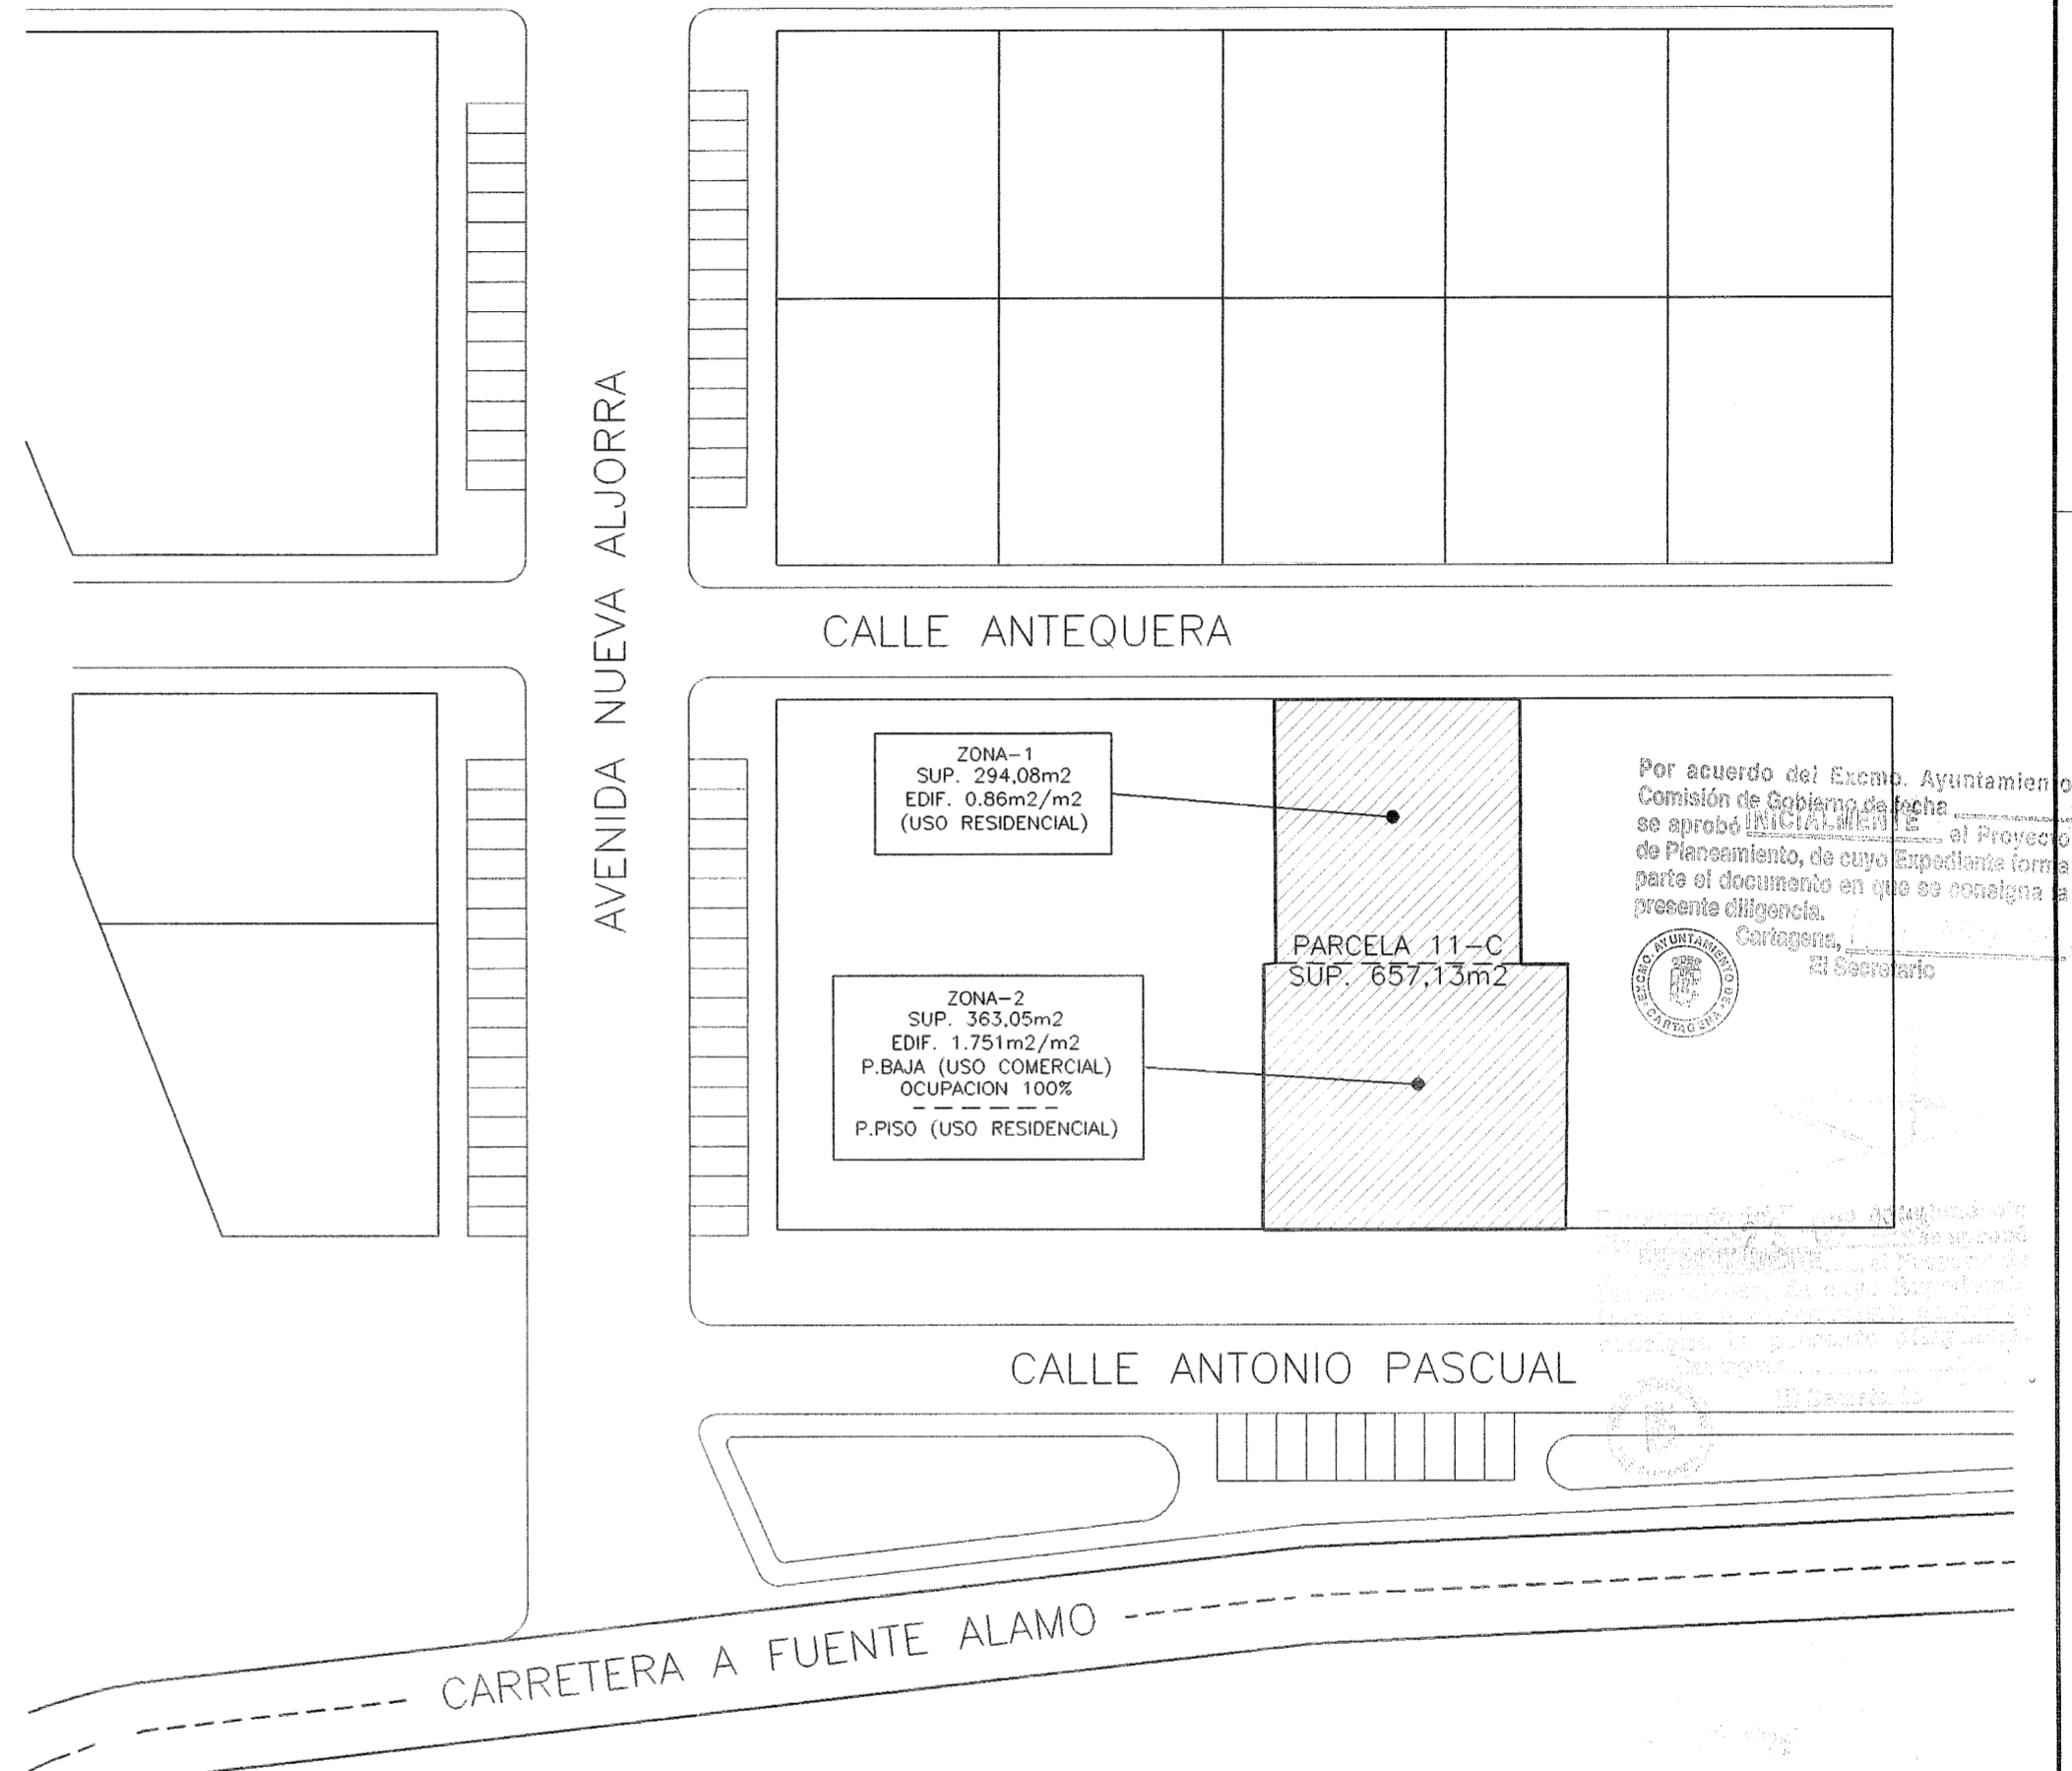 AVENIDA NUEVA ALJORRA
CALLE ANTEQUERA
ZONA-1
SUP. 294,08m2
EDIF. 0.86m2/m2
(USO RESIDENCIAL)
PARCELA 11-C
SUP. 657,13m2
ZONA-2
SUP. 363,05m2
EDIF. 1.751m2/m2
P.BAJA (USO COMERCIAL)
OCUPACION 100%
P.PISO (USO RESIDENCIAL)
Por acuerdo del Excmo. Ayuntamiento
Comisión de Gobierno de fecha
se aprobó INICIALMENTE el Proyecto
de Planeamiento, de cuyo Expediente forma
parte el documento en que se consigna la
presente diligencia.
Cartagena,
El Secretario
EXCMO. AYUNTAMIENTO DE CARTAGENA
El Secretario
CALLE ANTONIO PASCUAL
CARRETERA A FUENTE ALAMO